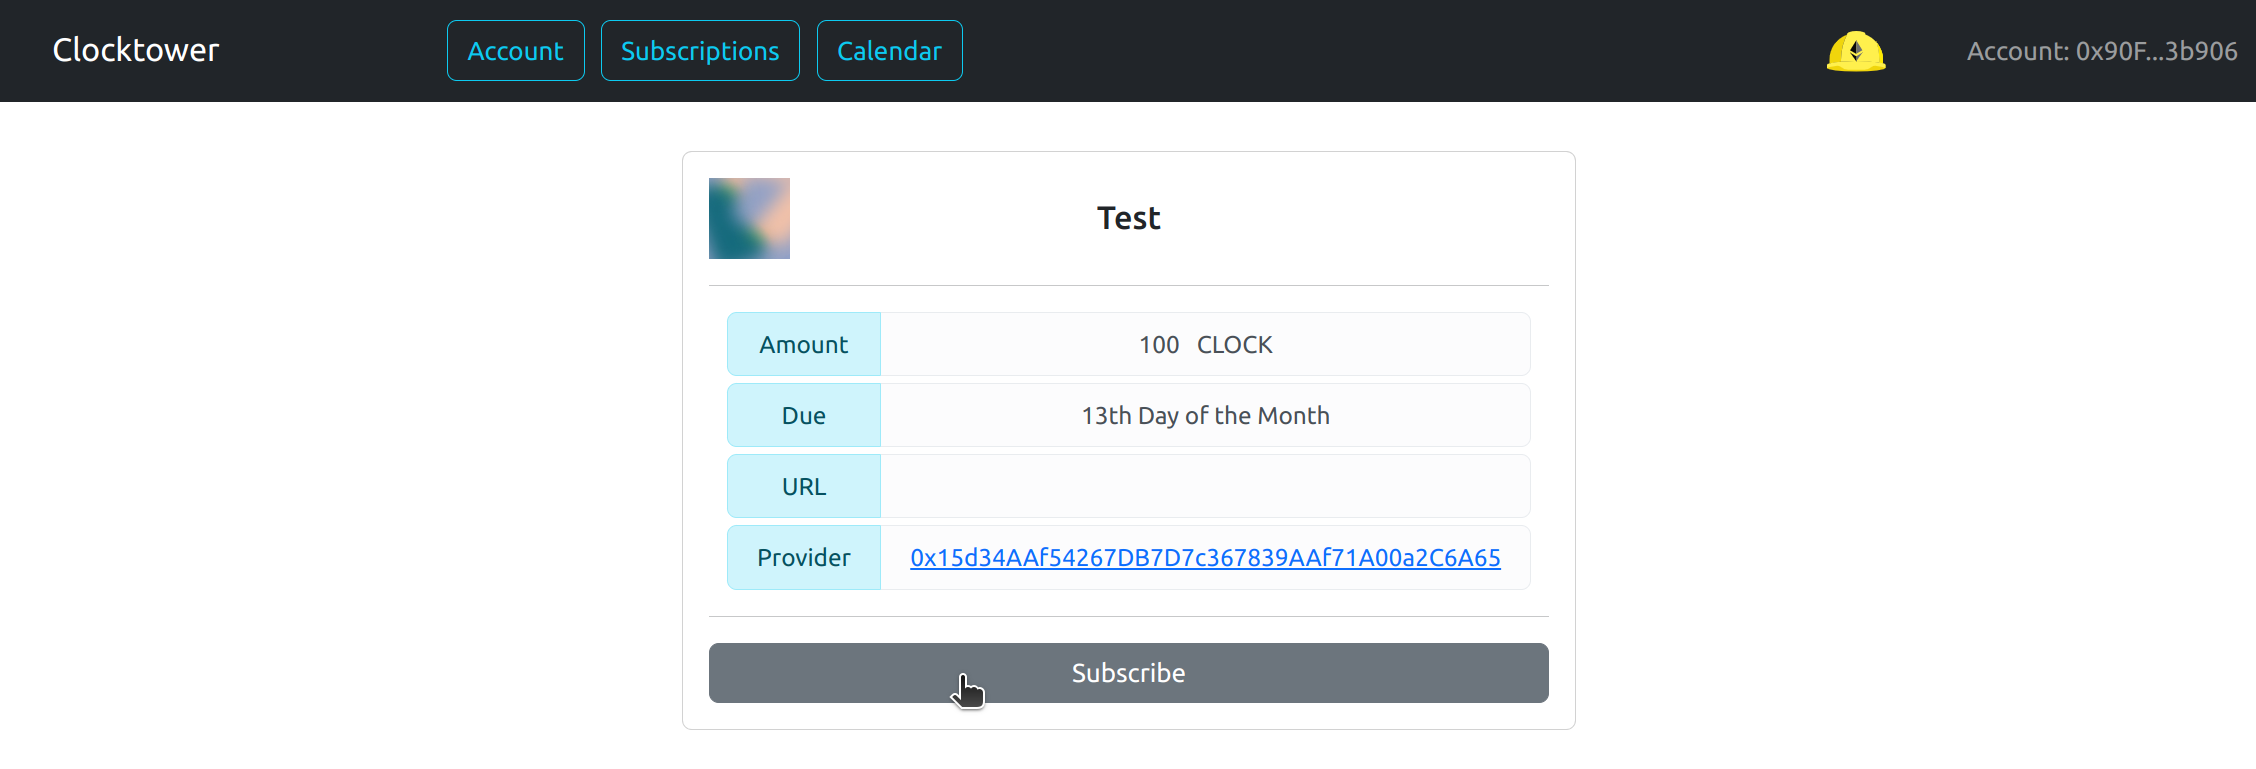 Clocktower Account Subscriptions Calendar Account: 0x90F...3b906
Test
Amount 100 CLOCK
Due 13th Day of the Month
URL
Provider 0x15d34AAf54267DB7D7c367839AAf71A00a2C6A65
Subscribe